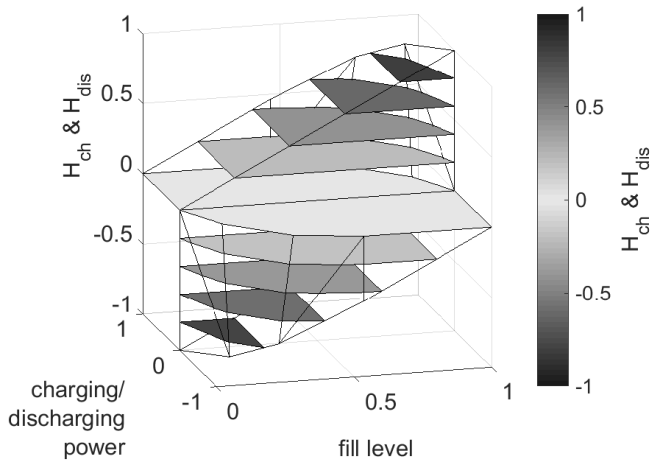 1
0.5
0
-0.5
-1
H_ch & H_dis
1
0
-1
charging/
discharging
power
0
0.5
1
fill level
1
0.5
0
-0.5
-1
H_ch & H_dis